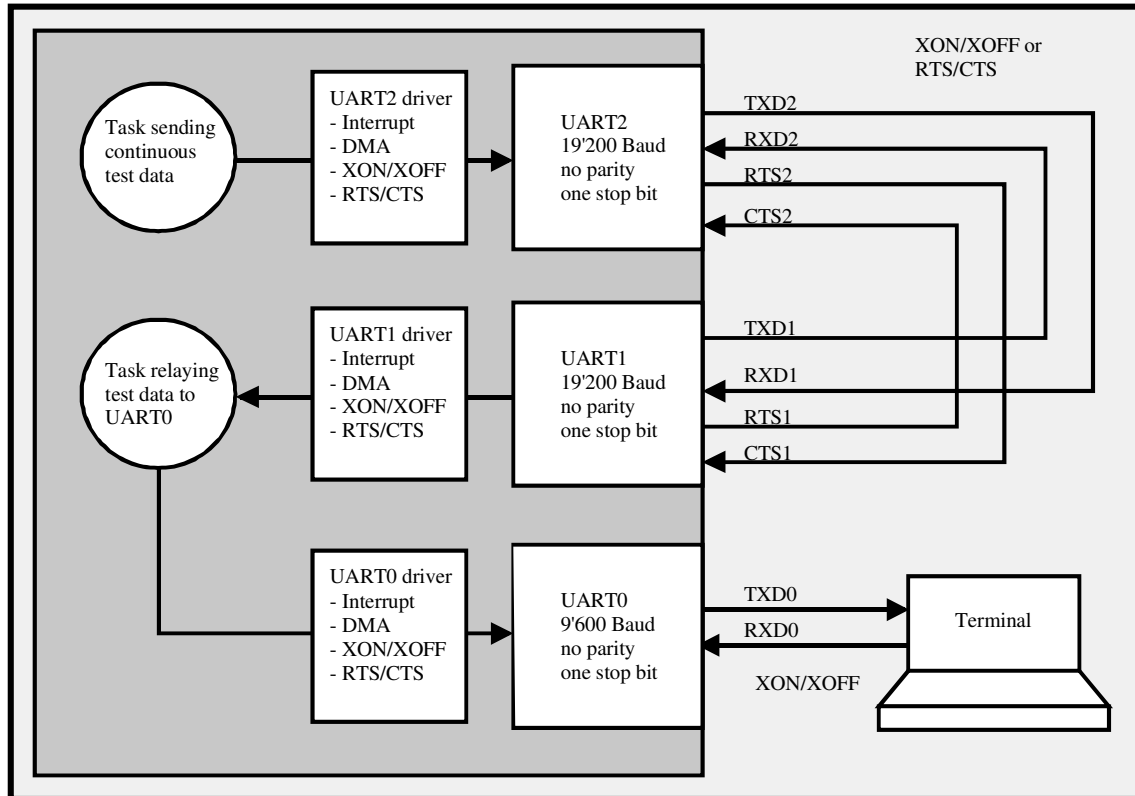 XON/XOFF or
RTS/CTS
Task sending
continuous
test data
UART2 driver
- Interrupt
- DMA
- XON/XOFF
- RTS/CTS
UART2
19'200 Baud
no parity
one stop bit
TXD2
RXD2
RTS2
CTS2
Task relaying
test data to
UART0
UART1 driver
- Interrupt
- DMA
- XON/XOFF
- RTS/CTS
UART1
19'200 Baud
no parity
one stop bit
TXD1
RXD1
RTS1
CTS1
UART0 driver
- Interrupt
- DMA
- XON/XOFF
- RTS/CTS
UART0
9'600 Baud
no parity
one stop bit
TXD0
RXD0
XON/XOFF
Terminal